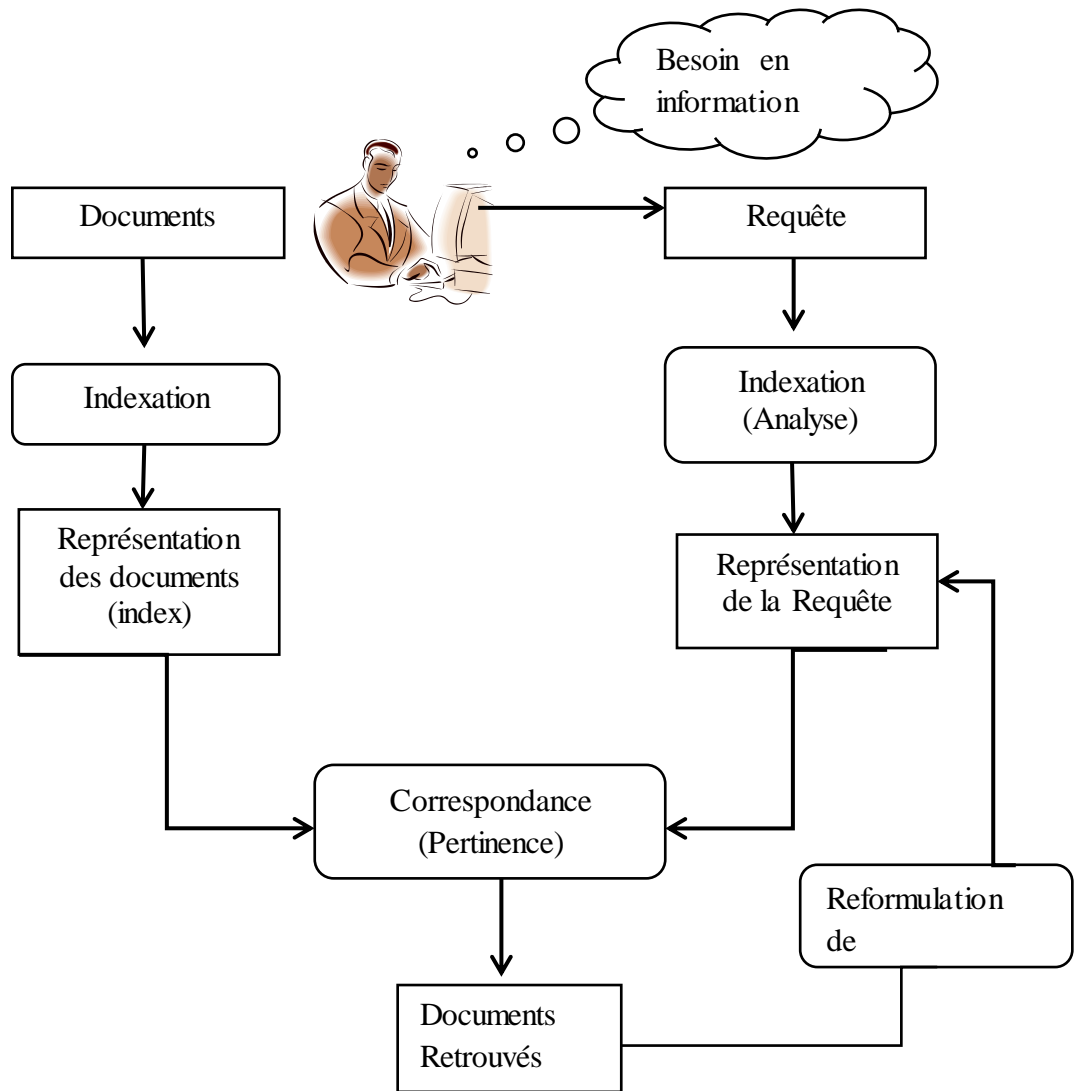 Besoin en
information
Documents
Requête
Indexation
Indexation
(Analyse)
Représentation
des documents
(index)
Représentation
de la Requête
Correspondance
(Pertinence)
Reformulation
de
Documents
Retrouvés